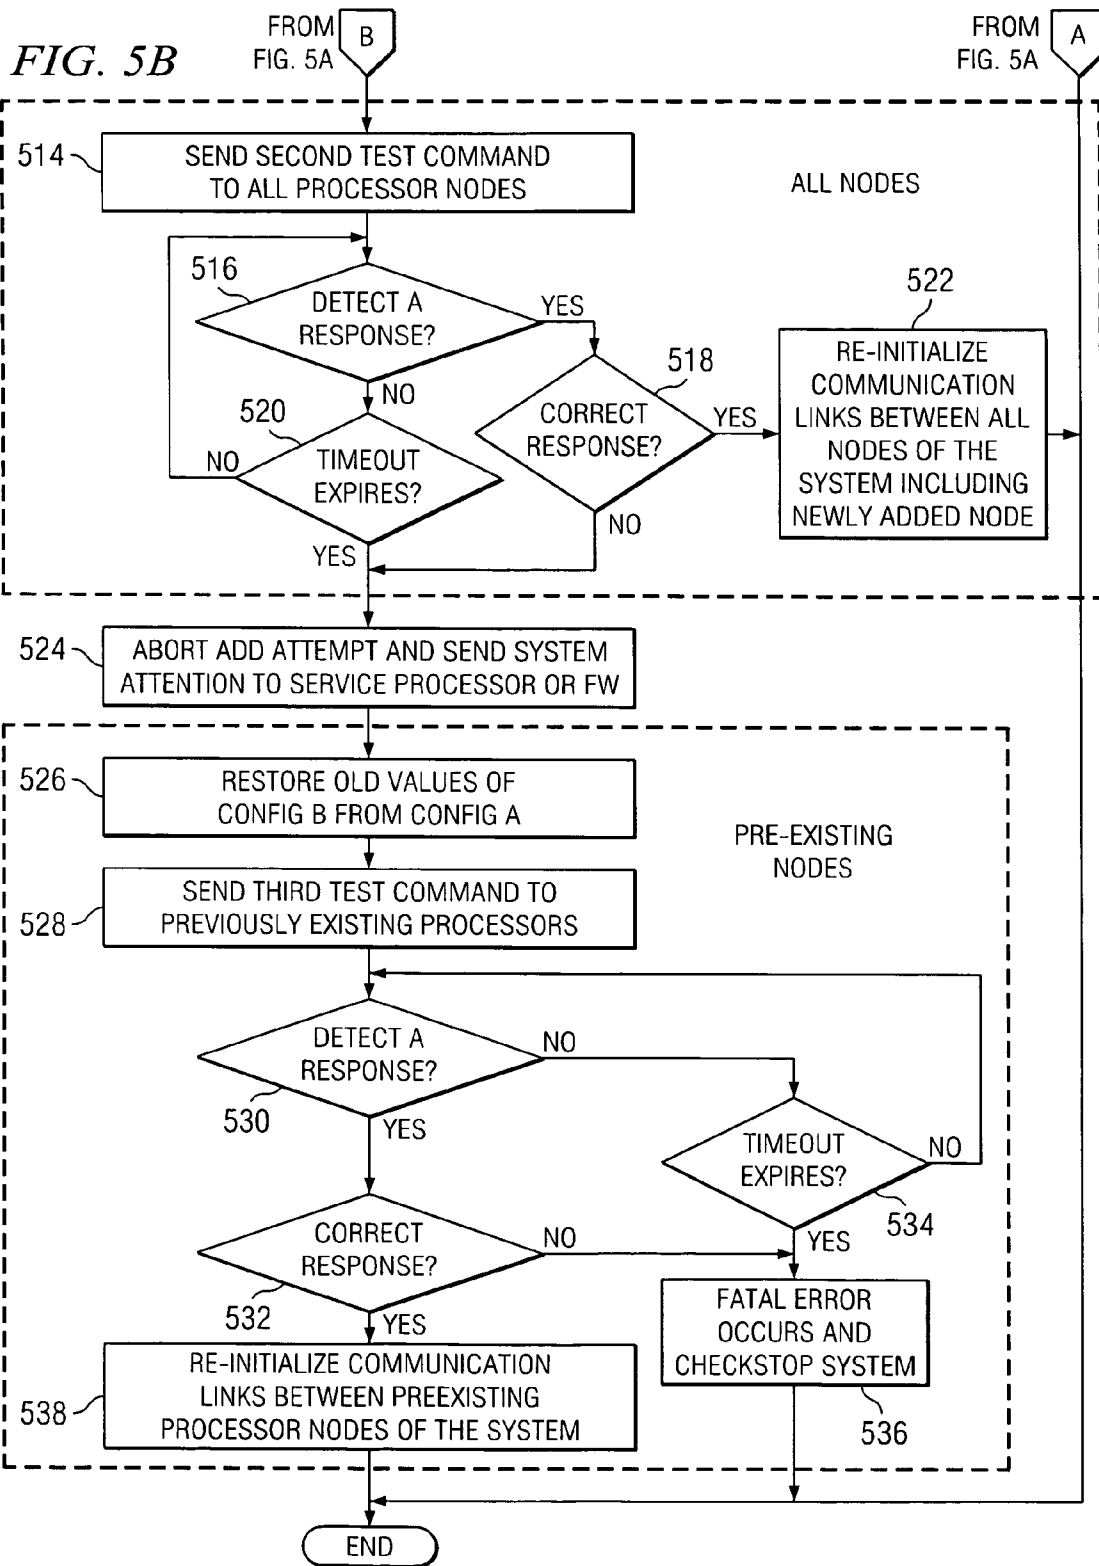 FIG. 5B
FROM
FIG. 5A
B
FROM
FIG. 5A
A
514
SEND SECOND TEST COMMAND
TO ALL PROCESSOR NODES
ALL NODES
516
DETECT A
RESPONSE?
YES
NO
518
CORRECT
RESPONSE?
YES
NO
522
RE-INITIALIZE
COMMUNICATION
LINKS BETWEEN ALL
NODES OF THE
SYSTEM INCLUDING
NEWLY ADDED NODE
520
TIMEOUT
EXPIRES?
NO
YES
524
ABORT ADD ATTEMPT AND SEND SYSTEM
ATTENTION TO SERVICE PROCESSOR OR FW
526
RESTORE OLD VALUES OF
CONFIG B FROM CONFIG A
PRE-EXISTING
NODES
528
SEND THIRD TEST COMMAND TO
PREVIOUSLY EXISTING PROCESSORS
DETECT A
RESPONSE?
NO
530
YES
TIMEOUT
EXPIRES?
NO
534
YES
CORRECT
RESPONSE?
NO
532
YES
FATAL ERROR
OCCURS AND
CHECKSTOP SYSTEM
536
538
RE-INITIALIZE COMMUNICATION
LINKS BETWEEN PREEXISTING
PROCESSOR NODES OF THE SYSTEM
END